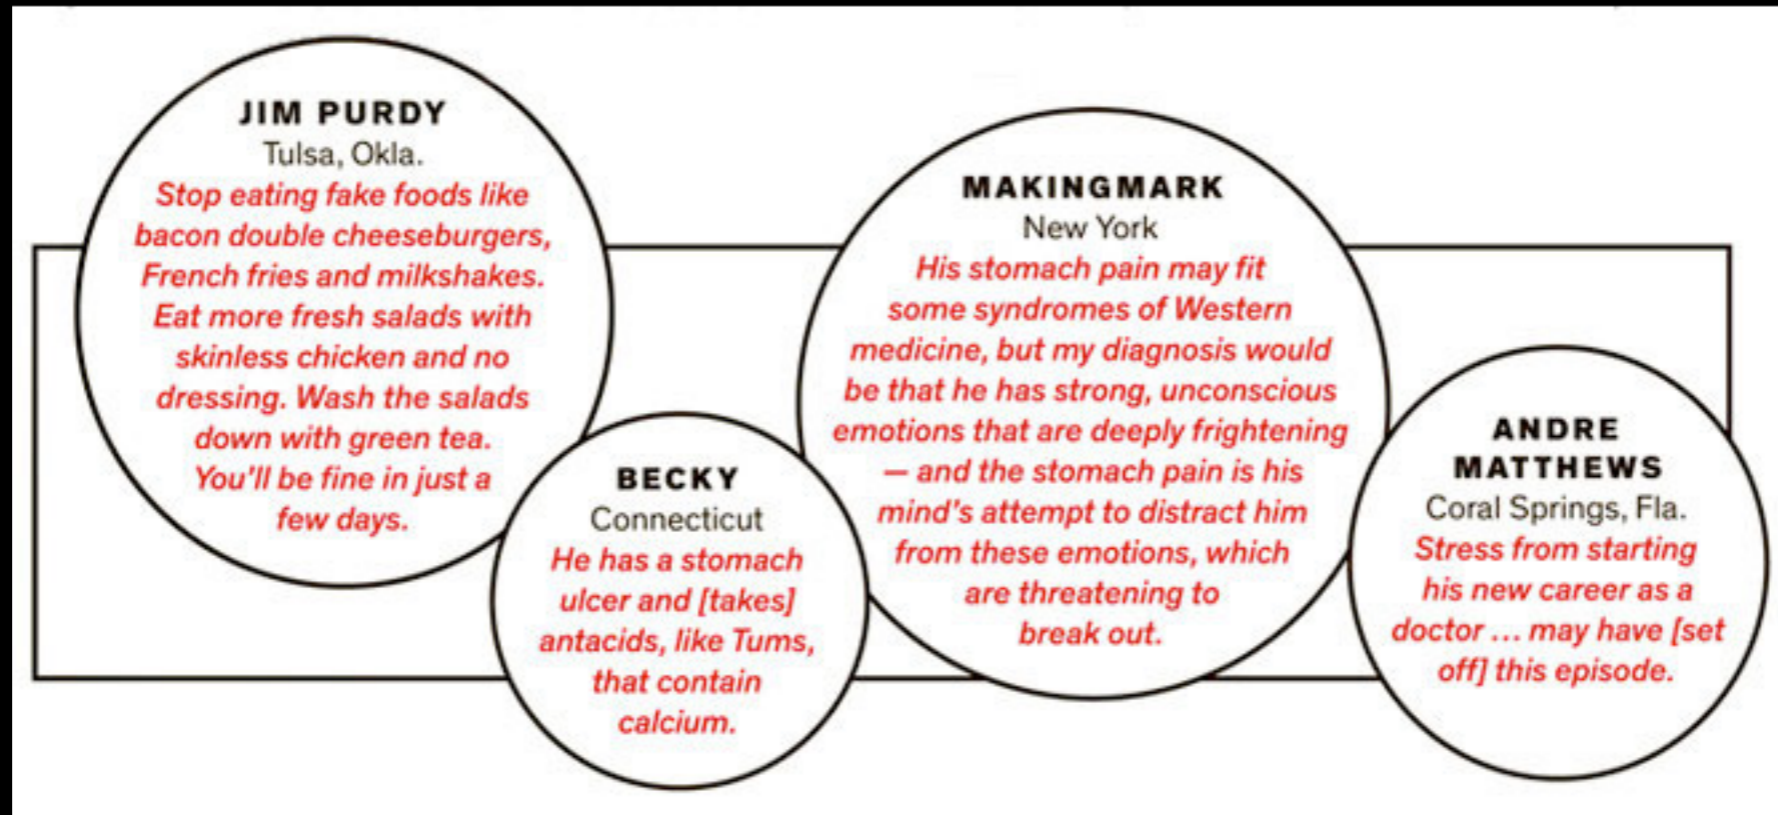 JIM PURDY
Tulsa, Okla.
Stop eating fake foods like
bacon double cheeseburgers,
French fries and milkshakes.
Eat more fresh salads with
skinless chicken and no
dressing. Wash the salads
down with green tea.
You'll be fine in just a
few days.
BECKY
Connecticut
He has a stomach
ulcer and [takes]
antacids, like Tums,
that contain
calcium.
MAKINGMARK
New York
His stomach pain may fit
some syndromes of Western
medicine, but my diagnosis would
be that he has strong, unconscious
emotions that are deeply frightening
— and the stomach pain is his
mind's attempt to distract him
from these emotions, which
are threatening to
break out.
ANDRE
MATTHEWS
Coral Springs, Fla.
Stress from starting
his new career as a
doctor ... may have [set
off] this episode.